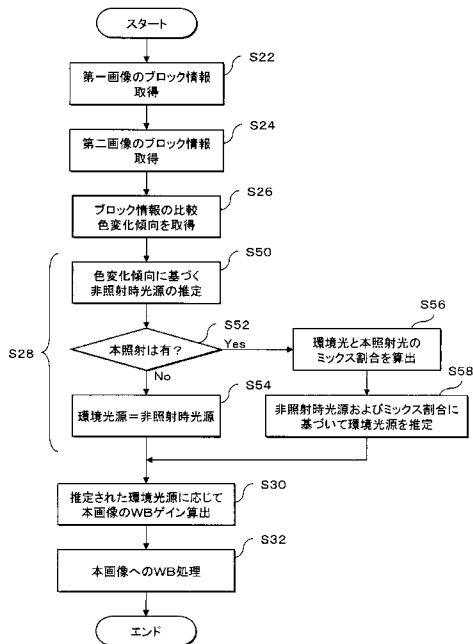 スタート
S22
第一画像のブロック情報
取得
S24
第二画像のブロック情報
取得
S26
ブロック情報の比較
色変化傾向を取得
S50
色変化傾向に基づく
非照射時光源の推定
S28
S52
本照射は有？
Yes
No
S56
環境光と本照射光の
ミックス割合を算出
S54
環境光源＝非照射時光源
S58
非照射時光源およびミックス割合に
基づいて環境光源を推定
S30
推定された環境光源に応じて
本画像のWBゲイン算出
S32
本画像へのWB処理
エンド